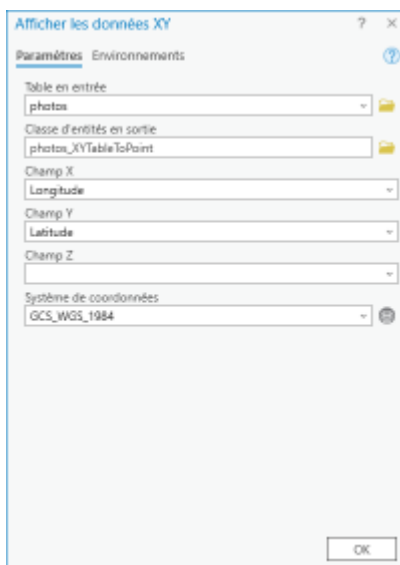 Afficher les données XY
Paramètres Environnements
Table en entrée
photos
Classe d'entités en sortie
photos_XYTableToPoint
Champ X
Longitude
Champ Y
Latitude
Champ Z
Système de coordonnées
GCS_WGS_1984
OK